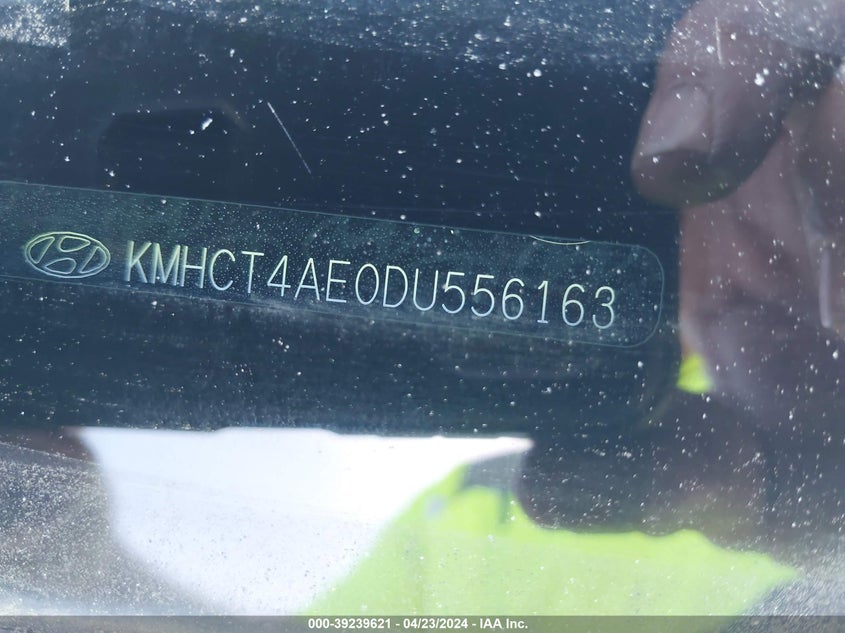 KMHCT4AE0DU556163
000-39239621 - 04/23/2024 - IAA Inc.